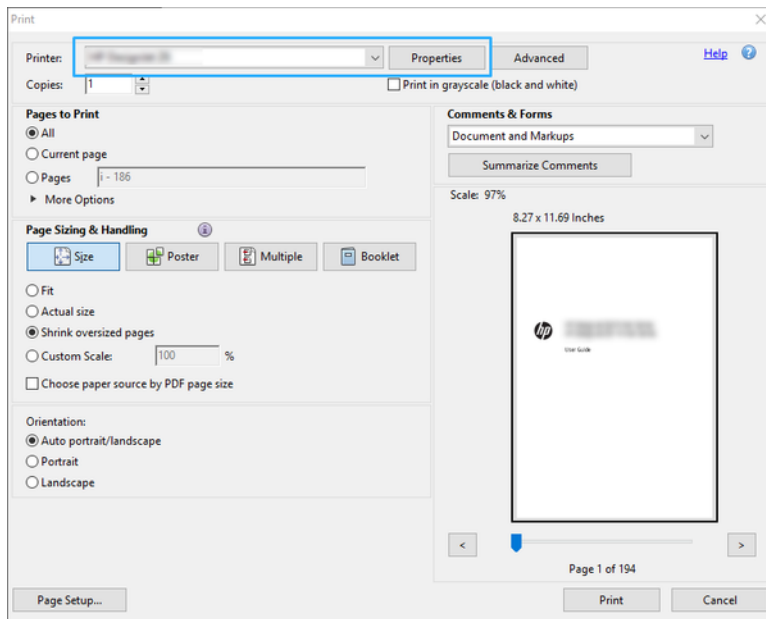 Print
Printer:
Properties
Advanced
Help
?
Copies:
1
Print in grayscale (black and white)
Pages to Print
All
Current page
Pages
i - 186
More Options
Page Sizing & Handling
i
Size
Poster
Multiple
Booklet
Fit
Actual size
Shrink oversized pages
Custom Scale:
100
%
Choose paper source by PDF page size
Orientation:
Auto portrait/landscape
Portrait
Landscape
Comments & Forms
Document and Markups
Summarize Comments
Scale: 97%
8.27 x 11.69 Inches
hp
User Guide
<
>
Page 1 of 194
Page Setup...
Print
Cancel